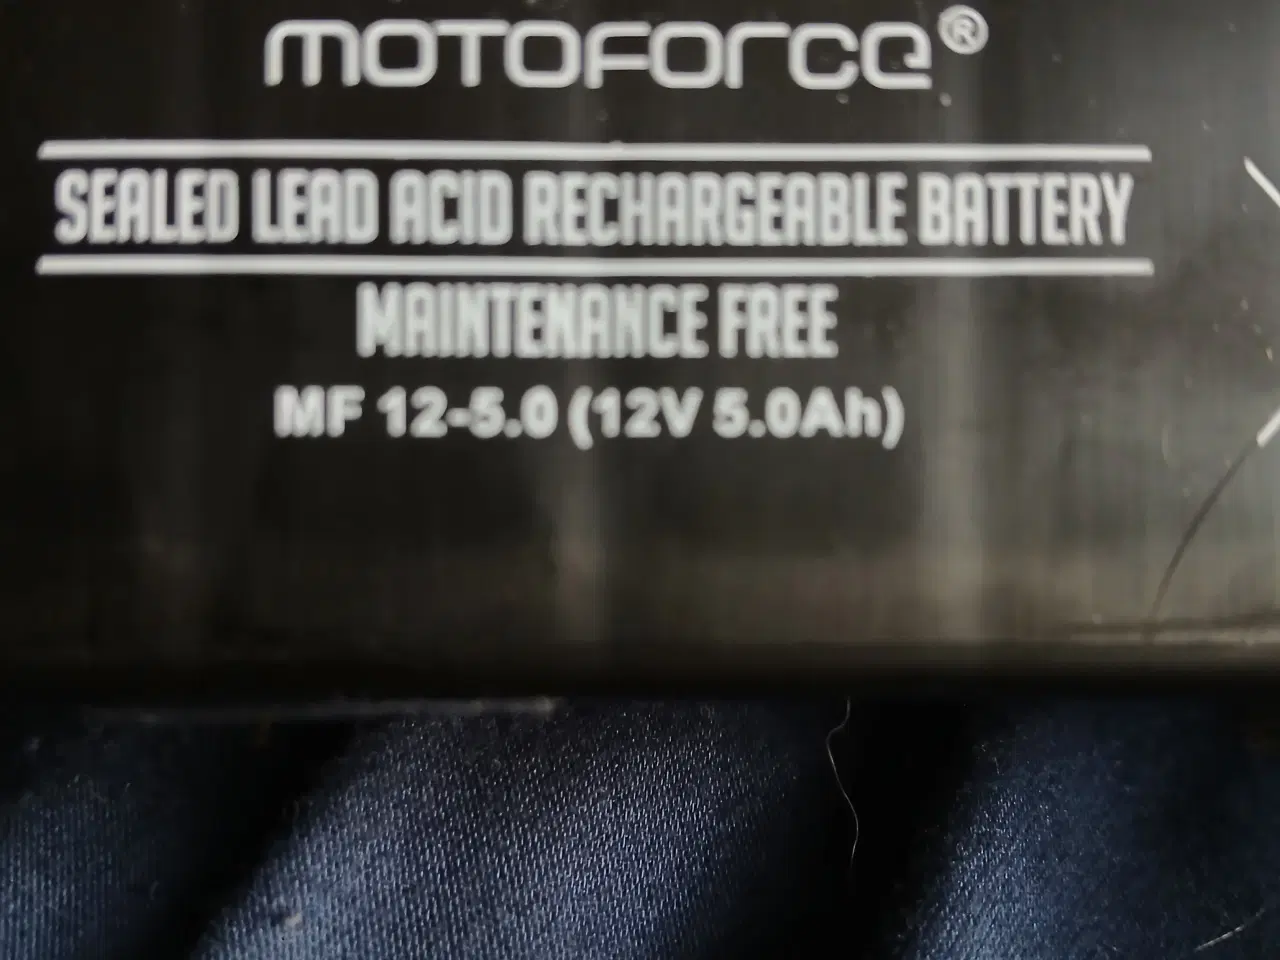 MOTOFORCE®
SEALED LEAD ACID RECHARGEABLE BATTERY
MAINTENANCE FREE
MF 12-5.0 (12V 5.0Ah)